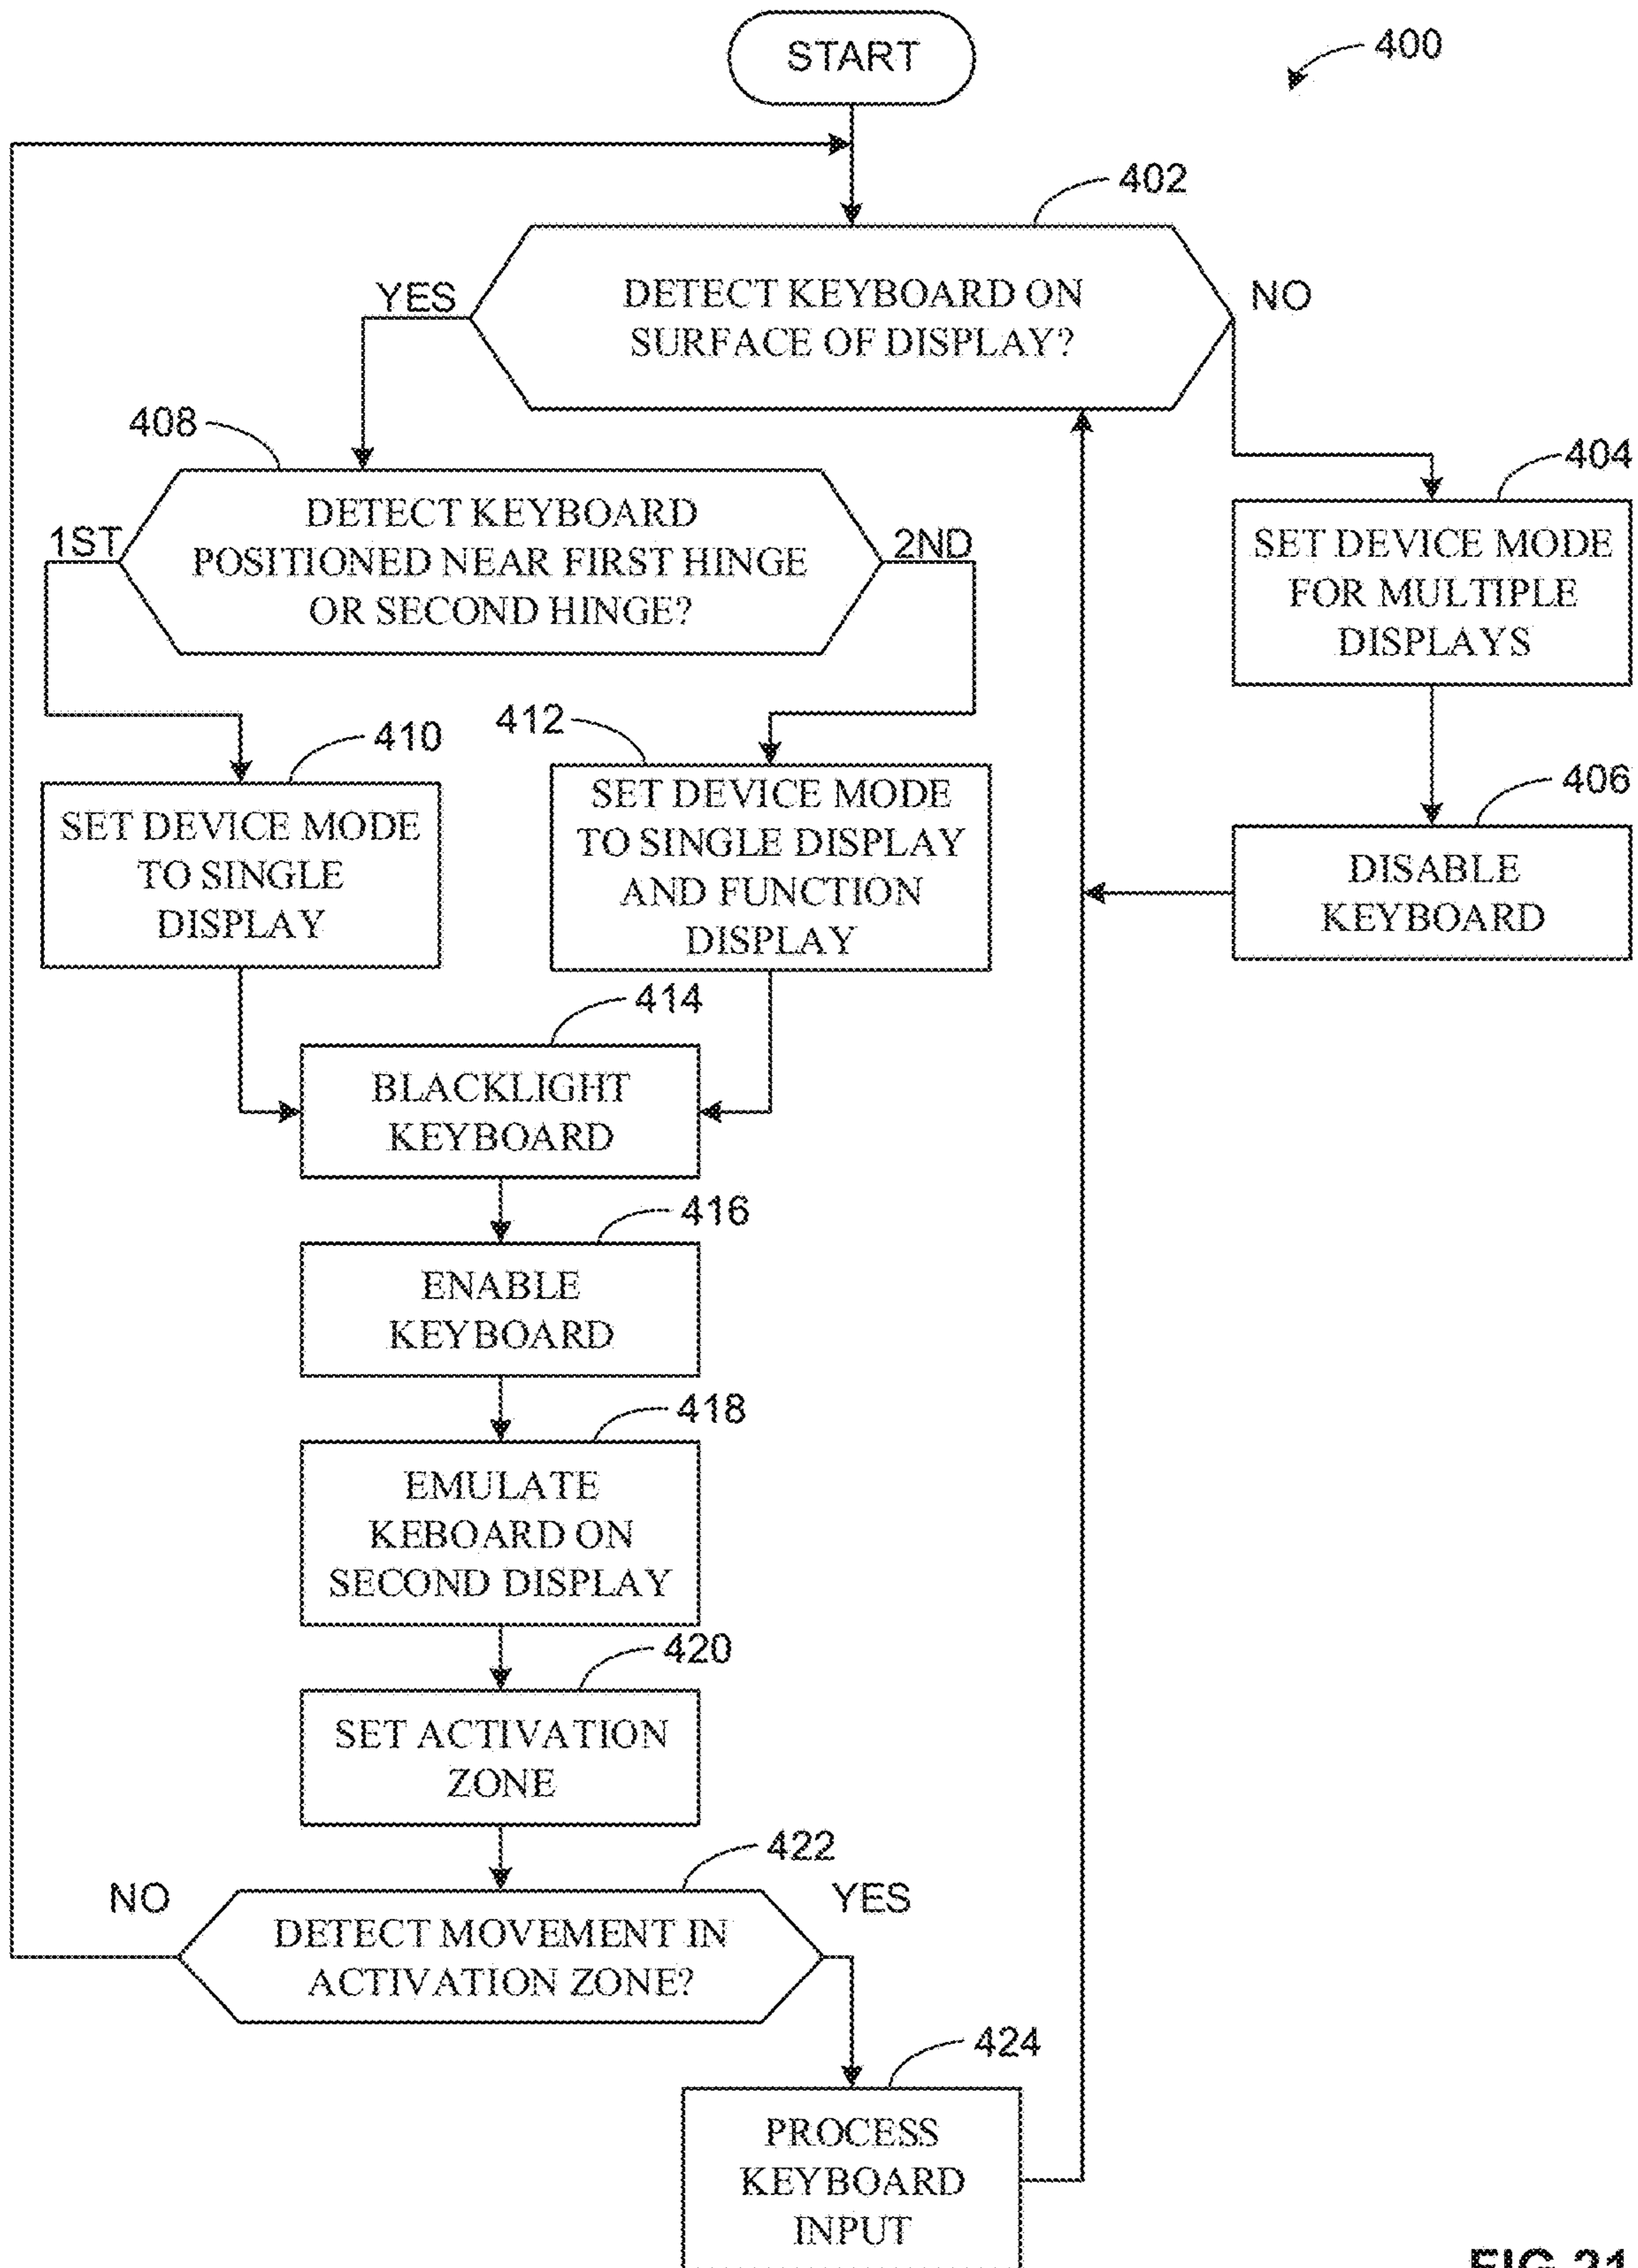 START
400
402
YES
DETECT KEYBOARD ON
SURFACE OF DISPLAY?
NO
408
1ST
DETECT KEYBOARD
POSITIONED NEAR FIRST HINGE
OR SECOND HINGE?
2ND
404
SET DEVICE MODE
FOR MULTIPLE
DISPLAYS
410
SET DEVICE MODE
TO SINGLE
DISPLAY
412
SET DEVICE MODE
TO SINGLE DISPLAY
AND FUNCTION
DISPLAY
406
DISABLE
KEYBOARD
414
BLACKLIGHT
KEYBOARD
416
ENABLE
KEYBOARD
418
EMULATE
KEBOARD ON
SECOND DISPLAY
420
SET ACTIVATION
ZONE
422
NO
DETECT MOVEMENT IN
ACTIVATION ZONE?
YES
424
PROCESS
KEYBOARD
INPUT
FIG 21